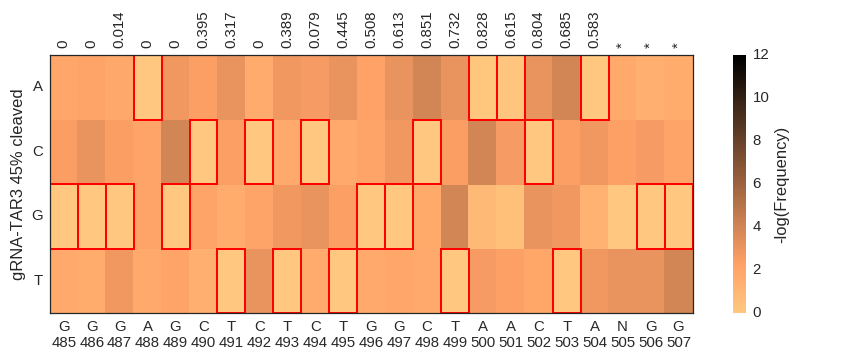 0 0 0.014 0 0 0.395 0.317 0 0.389 0.079 0.445 0.508 0.613 0.851 0.732 0.828 0.615 0.804 0.685 0.583 * * *
gRNA-TAR3 45% cleaved
A
C
G
T
G G G A G C T C T C T G G C T A A C T A N G G
485 486 487 488 489 490 491 492 493 494 495 496 497 498 499 500 501 502 503 504 505 506 507
12
10
8
6
4
2
0
-log(Frequency)